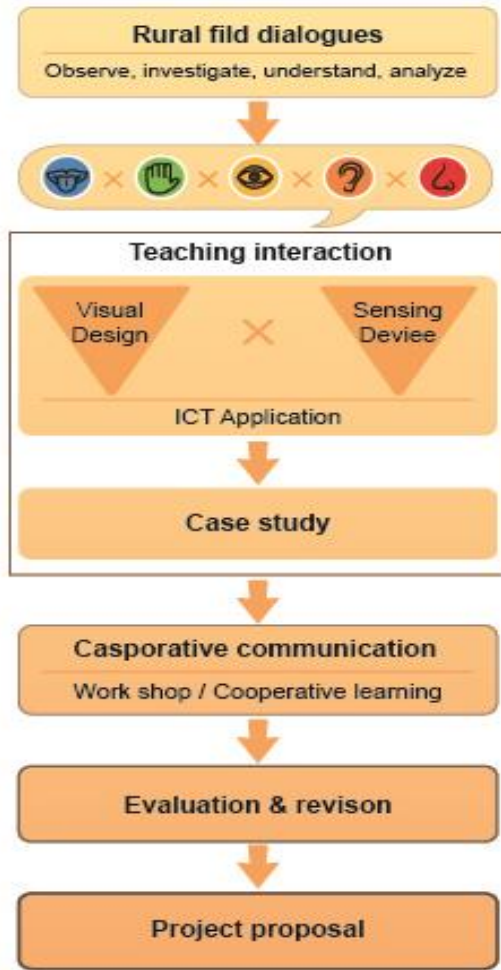 Rural fild dialogues
Observe, investigate, understand, analyze
Teaching interaction
Visual
Design
Sensing
Deviee
ICT Application
Case study
Casporative communication
Work shop / Cooperative learning
Evaluation & revison
Project proposal